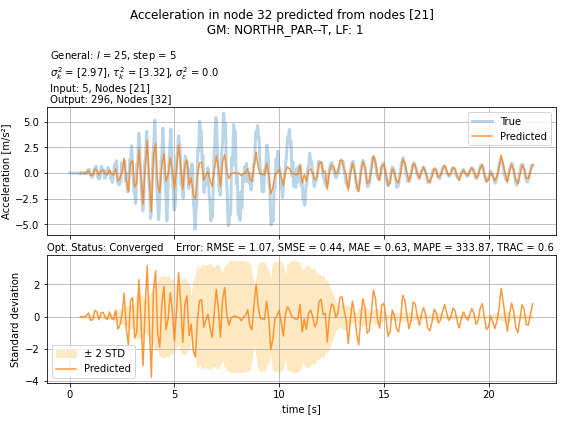 Acceleration in node 32 predicted from nodes [21]
GM: NORTHR_PAR--T, LF: 1
General: l = 25, step = 5
σ²ₖ = [2.97], τ²ₖ = [3.32], σ²ε = 0.0
Input: 5, Nodes [21]
Output: 296, Nodes [32]
Acceleration [m/s²]
5.0
2.5
0.0
−2.5
−5.0
True
Predicted
Opt. Status: Converged
Error: RMSE = 1.07, SMSE = 0.44, MAE = 0.63, MAPE = 333.87, TRAC = 0.6
Standard deviation
2
0
−2
−4
± 2 STD
Predicted
0
5
10
15
20
time [s]